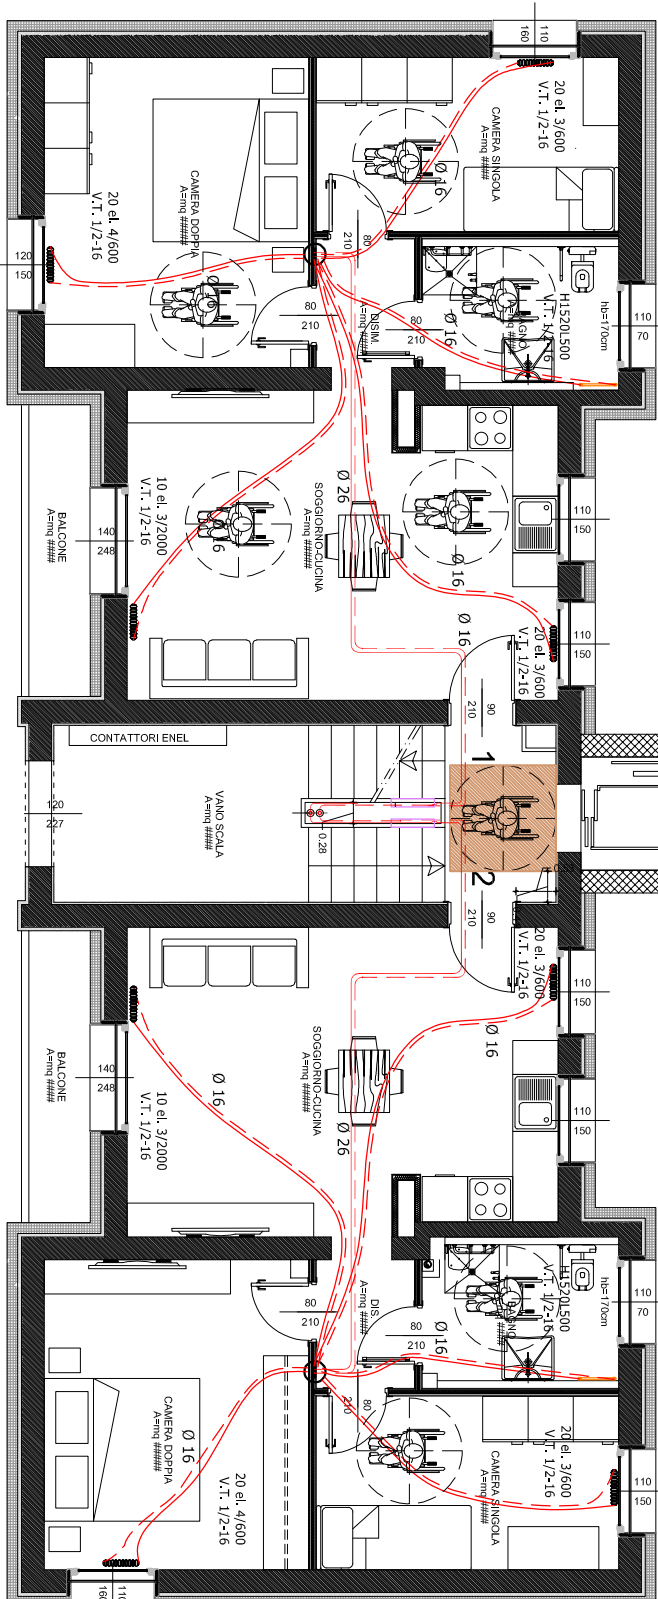 160
110
20 el. 3/600
V.T. 1/2-16
CAMERA SINGOLA
A=mq ####
Ø 16
CAMERA DOPPIA
A=mq #####
20 el. 4/600
V.T. 1/2-16
120
150
80
210
80
210
DISIM.
A=mq ###
80
210
Ø 16
H1520L500
V.T. 1/2-16
BAGNO
hb=170cm
110
70
10 el. 3/2000
V.T. 1/2-16
BALCONE
A=mq ####
140
248
SOGGIORNO-CUCINA
A=mq #####
Ø 26
Ø 16
Ø 16
110
150
20 el. 3/600
V.T. 1/2-16
110
150
90
210
CONTATTORI ENEL
VANO SCALA
A=mq ####
120
227
0.28
1
2
90
210
20 el. 3/600
V.T. 1/2-16
110
150
BALCONE
A=mq ####
140
248
10 el. 3/2000
V.T. 1/2-16
Ø 16
SOGGIORNO-CUCINA
A=mq #####
Ø 26
Ø 16
110
150
80
210
DIS.
A=mq ####
80
210
Ø 16
H1520L500
V.T. 1/2-16
BAGNO
hb=170cm
110
70
80
210
CAMERA DOPPIA
A=mq #####
Ø 16
20 el. 4/600
V.T. 1/2-16
CAMERA SINGOLA
A=mq #####
20 el. 3/600
V.T. 1/2-16
110
150
160
110